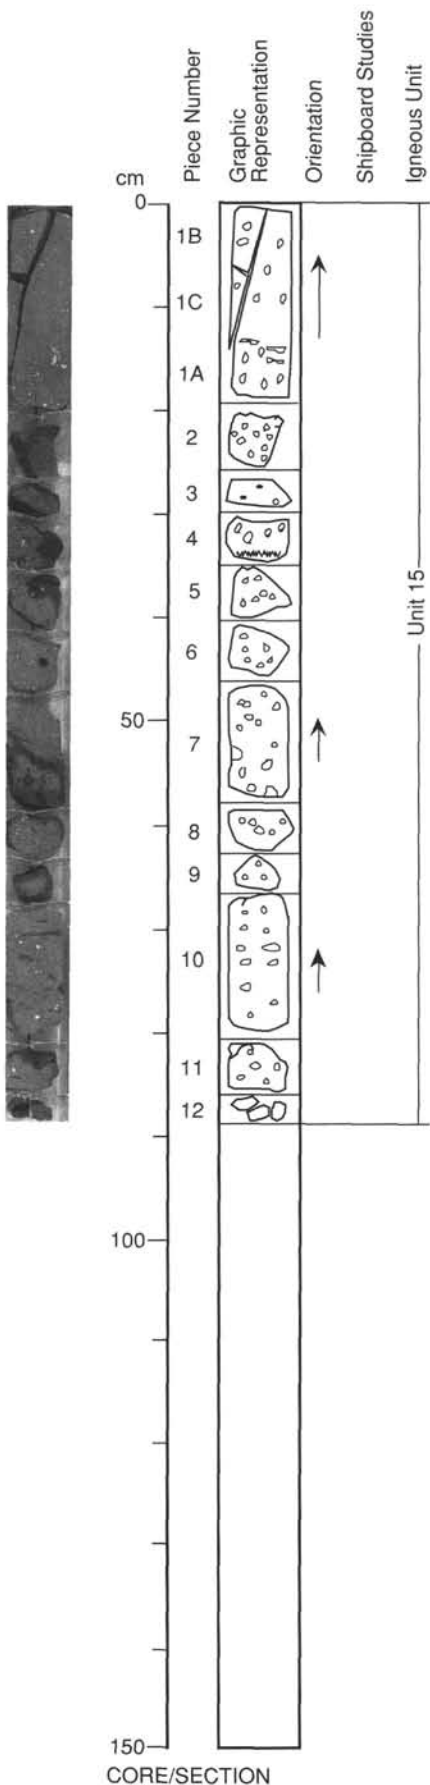 cm
Piece Number
Graphic
Representation
Orientation
Shipboard Studies
Igneous Unit
0
1B
1C
1A
2
3
4
5
6
50
7
8
9
10
11
12
Unit 15
100
150
CORE/SECTION